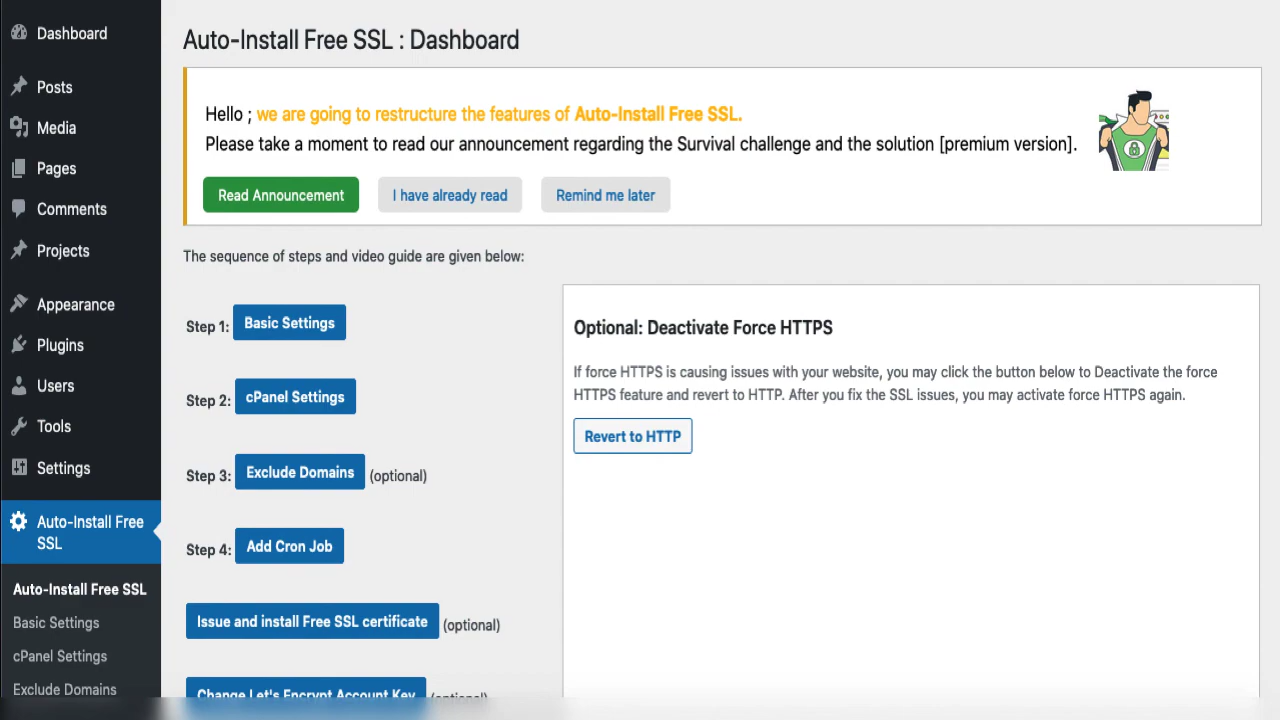 Dashboard
Posts
Media
Pages
Comments
Projects
Appearance
Plugins
Users
Tools
Settings
Auto-Install Free
SSL
Auto-Install Free SSL
Basic Settings
cPanel Settings
Exclude Domains
Auto-Install Free SSL : Dashboard
Hello ; we are going to restructure the features of Auto-Install Free SSL.
Please take a moment to read our announcement regarding the Survival challenge and the solution [premium version].
Read Announcement
I have already read
Remind me later
The sequence of steps and video guide are given below:
Step 1: Basic Settings
Step 2: cPanel Settings
Step 3: Exclude Domains (optional)
Step 4: Add Cron Job
Issue and install Free SSL certificate (optional)
Change Let's Encrypt Account Key (optional)
Optional: Deactivate Force HTTPS
If force HTTPS is causing issues with your website, you may click the button below to Deactivate the force
HTTPS feature and revert to HTTP. After you fix the SSL issues, you may activate force HTTPS again.
Revert to HTTP